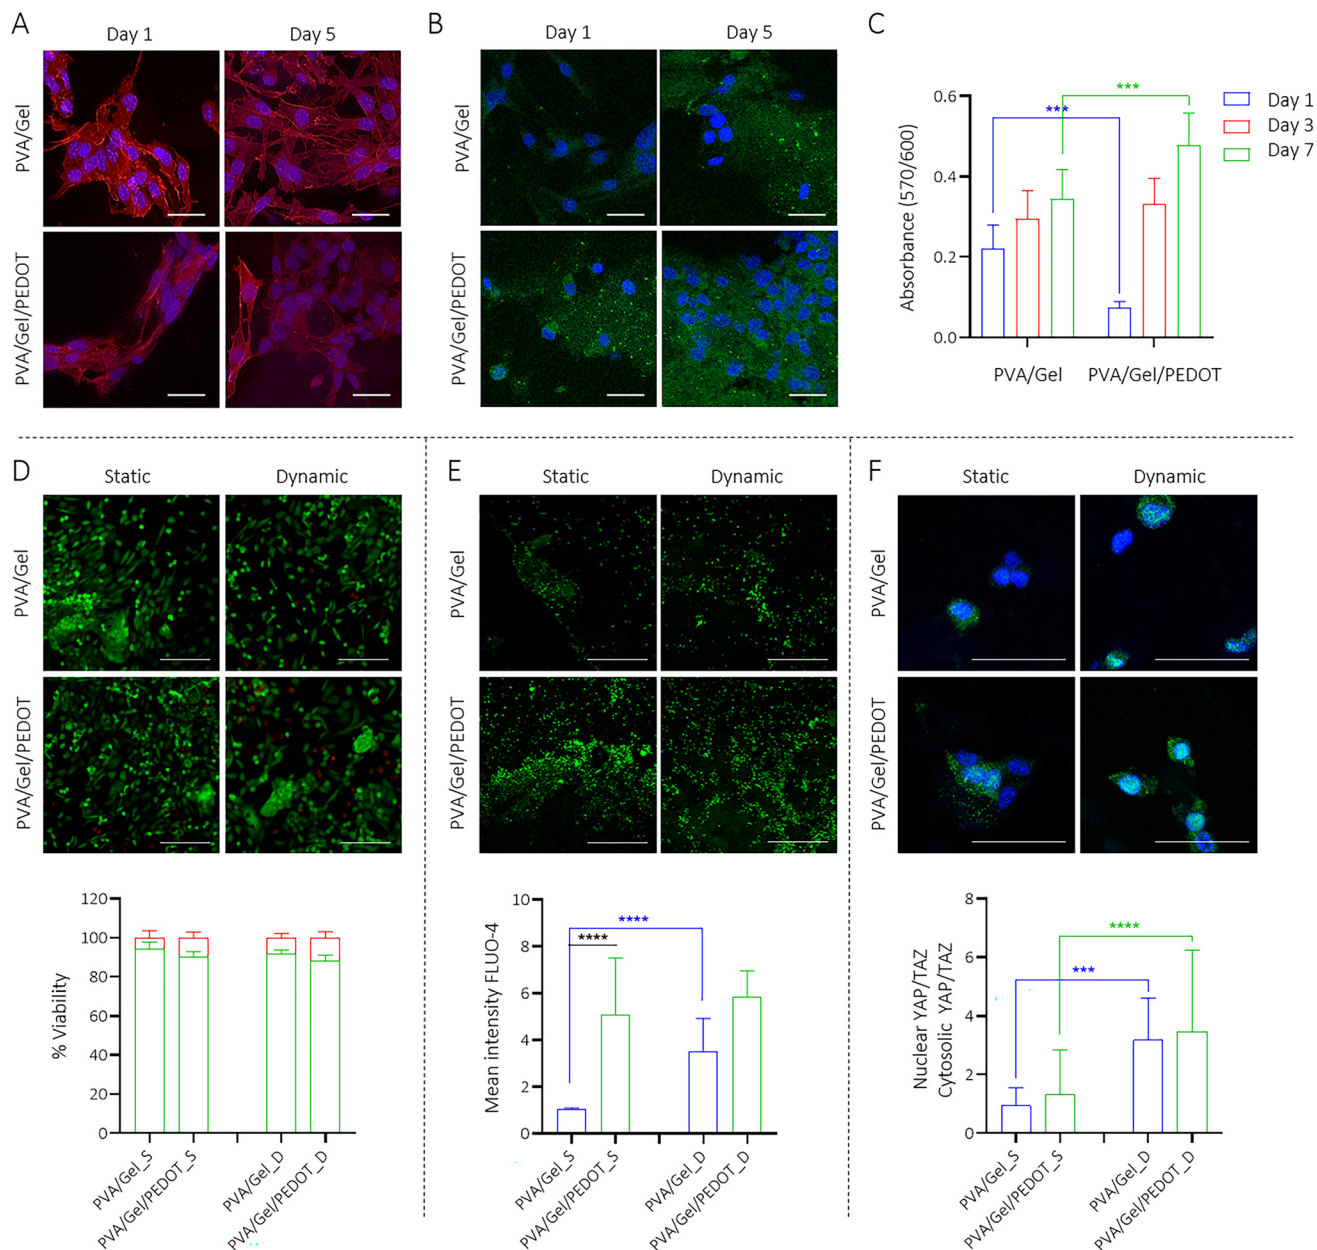 A
Day 1
Day 5
PVA/Gel
PVA/Gel/PEDOT
B
Day 1
Day 5
PVA/Gel
PVA/Gel/PEDOT
C
Absorbance (570/600)
0.6
0.4
0.2
0.0
***
***
Day 1
Day 3
Day 7
PVA/Gel
PVA/Gel/PEDOT
D
Static
Dynamic
PVA/Gel
PVA/Gel/PEDOT
% Viability
120
100
80
60
40
20
0
PVA/Gel_S
PVA/Gel/PEDOT_S
PVA/Gel_D
PVA/Gel/PEDOT_D
E
Static
Dynamic
PVA/Gel
PVA/Gel/PEDOT
Mean intensity FLUO-4
10
8
6
4
2
0
****
****
PVA/Gel_S
PVA/Gel/PEDOT_S
PVA/Gel_D
PVA/Gel/PEDOT_D
F
Static
Dynamic
PVA/Gel
PVA/Gel/PEDOT
Nuclear YAP/TAZ
Cytosolic YAP/TAZ
8
6
4
2
0
***
****
PVA/Gel_S
PVA/Gel/PEDOT_S
PVA/Gel_D
PVA/Gel/PEDOT_D